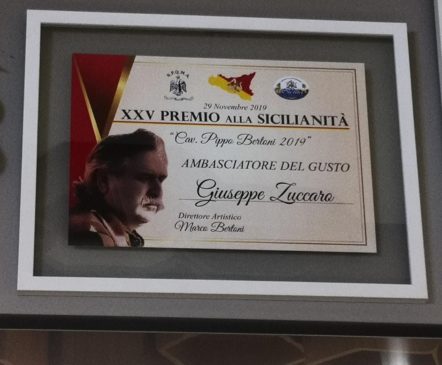 S.P.Q.M.A
29 Novembre 2019
XXV PREMIO ALLA SICILIANITÀ
"Cav. Pippo Bertoni 2019"
AMBASCIATORE DEL GUSTO
Giuseppe Zuccaro
Direttore Artistico
Marco Bertoni